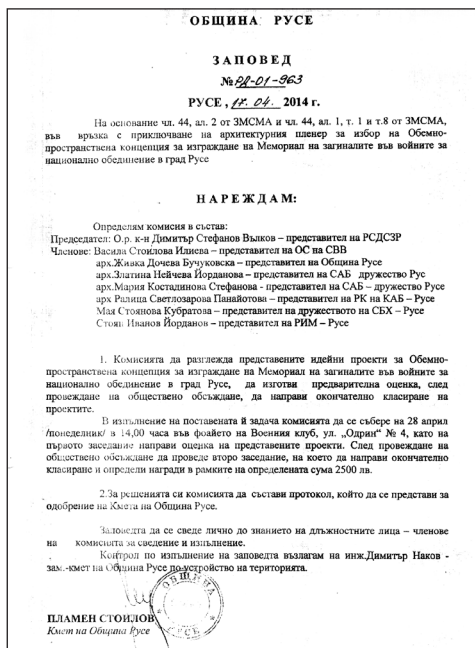 ОБЩИНА РУСЕ
ЗАПОВЕД
№РД-01-963
РУСЕ, 17.04. 2014 г.
На основание чл. 44, ал. 2 от ЗМСМА и чл. 44, ал. 1, т. 1 и т.8 от ЗМСМА,
във връзка с приключване на архитектурния пленер за избор на Обемно-
пространствена концепция за изграждане на Мемориал на загиналите във войните за
национално обединение в град Русе
НАРЕЖДАМ:
Определям комисия в състав:
Председател: О.р. к-н Димитър Стефанов Вълков – представител на РСДСЗР
Членове: Васила Стоилова Илиева – представител на ОС на СВВ
арх.Живка Дочева Бучуковска – представител на Община Русе
арх.Златина Нейчева Йорданова – представител на САБ дружество Рус
арх.Мария Костадинова Стефанова - представител на САБ – дружество Русе
арх Ралица Светлозарова Панайотова – представител на РК на КАБ – Русе
Мая Стоянова Кубратова – представител на дружеството на СБХ – Русе
Стоян Иванов Йорданов – представител на РИМ – Русе
1. Комисията да разглежда представените идейни проекти за Обемно-
пространствена концепция за изграждане на Мемориал на загиналите във войните за
национално обединение в град Русе, да изготви предварителна оценка, след
провеждане на обществено обсъждане, да направи окончателно класиране на
проектите.
В изпълнение на поставената й задача комисията да се събере на 28 април
/понеделник/ в 14,00 часа във фоайето на Военния клуб, ул. „Одрин“ № 4, като на
първото заседание направи оценка на представените проекти. След провеждане на
обществено обсъждане да проведе второ заседание, на което да направи окончателно
класиране и определи награди в рамките на определената сума 2500 лв.
2.За решенията си комисията да състави протокол, който да се представи за
одобрение на Кмета на Община Русе.
Заповедта да се сведе лично до знанието на длъжностните лица – членове
на комисията за сведение и изпълнение.
Контрол по изпълнение на заповедта възлагам на инж.Димитър Наков -
зам.-кмет на Община Русе по устройство на територията.
ПЛАМЕН СТОИЛОВ
Кмет на Община Русе
ОБЩИНА
РУСЕ